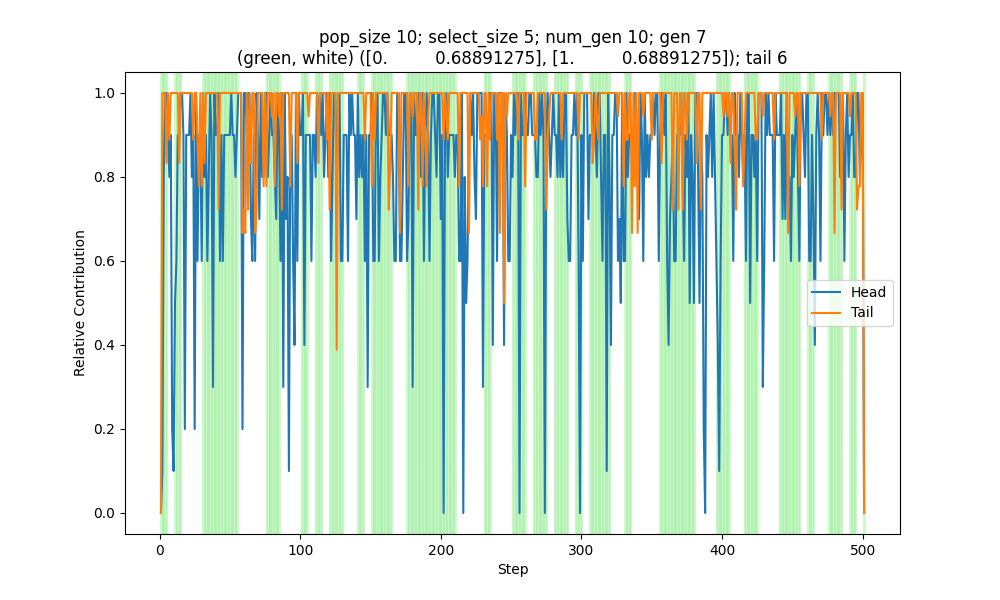 pop_size 10; select_size 5; num_gen 10; gen 7
(green, white) ([0.         0.68891275], [1.         0.68891275]); tail 6
Relative Contribution
1.0
0.8
0.6
0.4
0.2
0.0
Head
Tail
0
100
200
300
400
500
Step